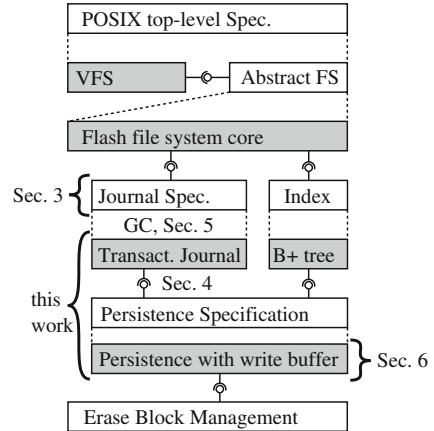 POSIX top-level Spec.
VFS
Abstract FS
Flash file system core
Sec. 3
Journal Spec.
Index
GC, Sec. 5
Transact. Journal
B+ tree
this
work
Sec. 4
Persistence Specification
Persistence with write buffer
Sec. 6
Erase Block Management